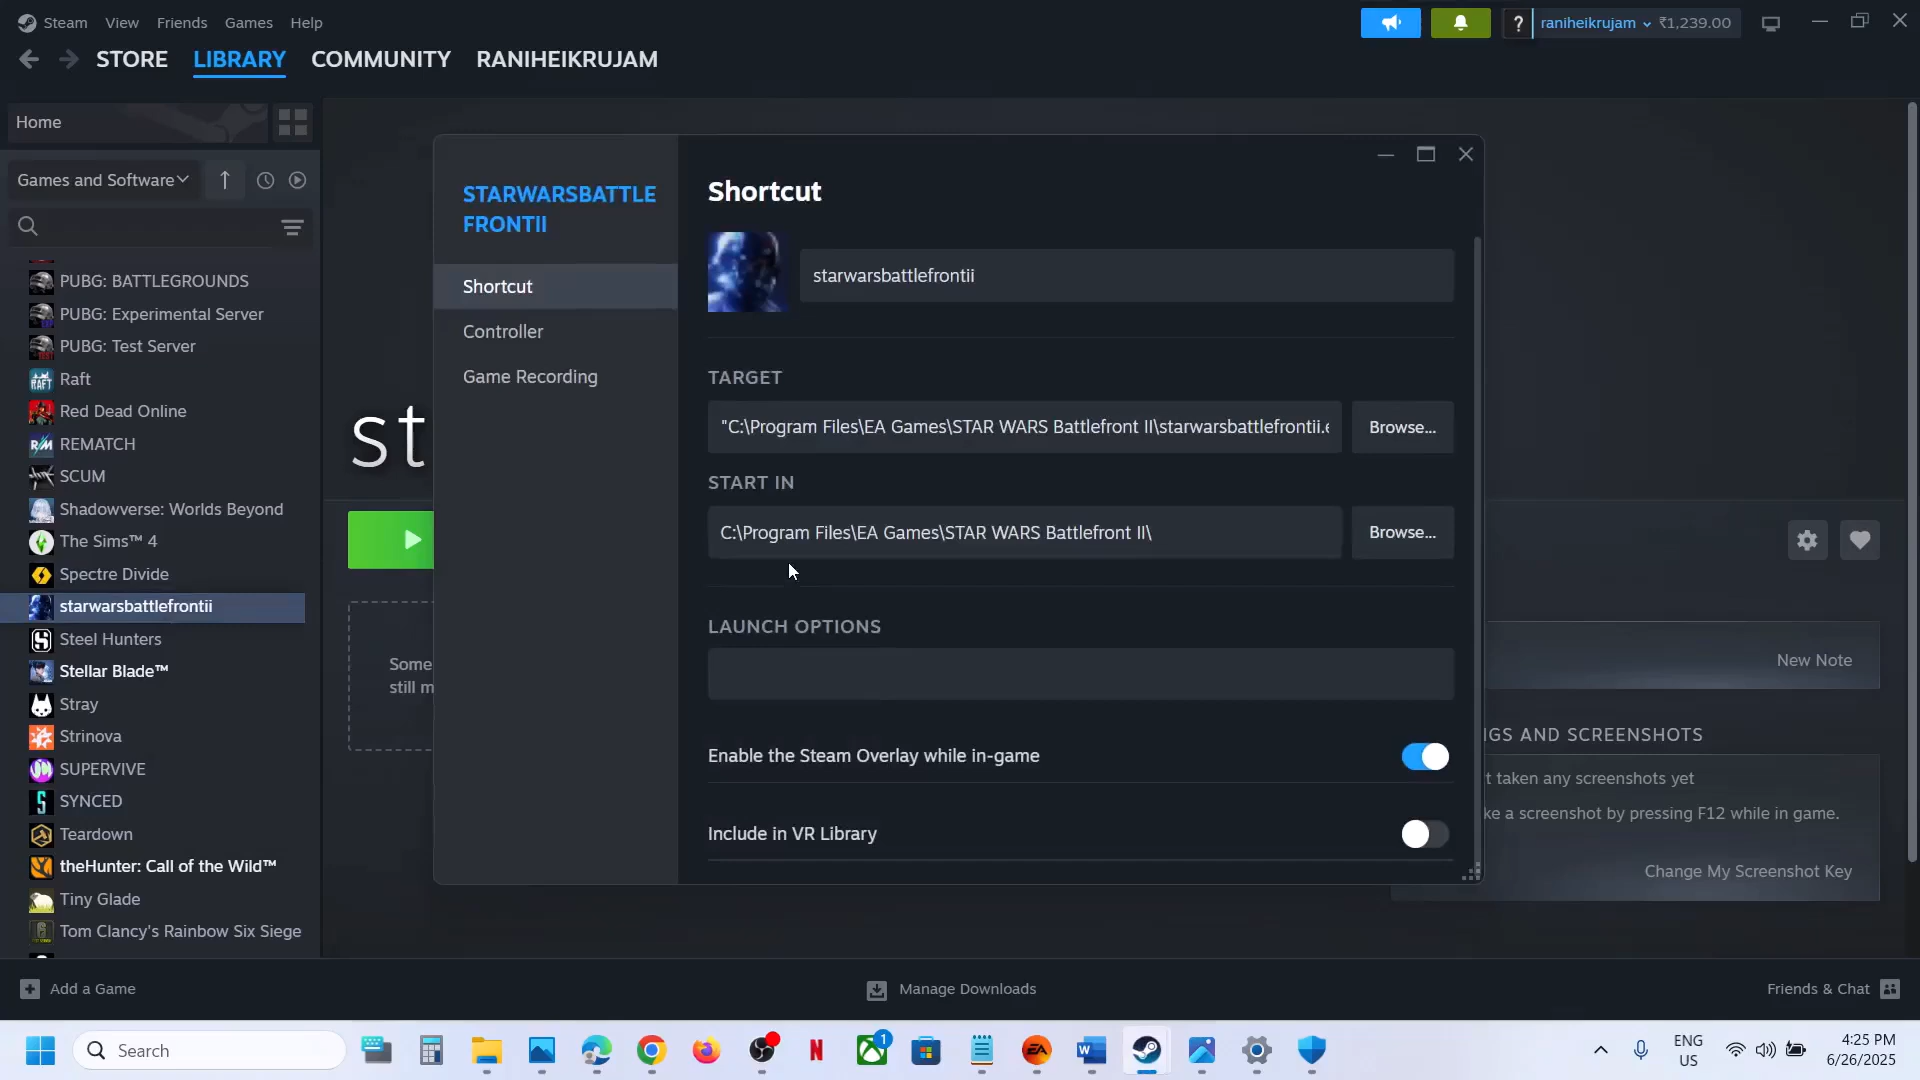 Steam View Friends Games Help
raniheikrujam ₹1,239.00
STORE LIBRARY COMMUNITY RANIHEIKRUJAM
Home
Games and Software
PUBG: BATTLEGROUNDS
PUBG: Experimental Server
PUBG: Test Server
Raft
Red Dead Online
REMATCH
SCUM
Shadowverse: Worlds Beyond
The Sims™ 4
Spectre Divide
starwarsbattlefrontii
Steel Hunters
Stellar Blade™
Stray
Strinova
SUPERVIVE
SYNCED
Teardown
theHunter: Call of the Wild™
Tiny Glade
Tom Clancy's Rainbow Six Siege
st
Some
still m
STARWARSBATTLE
FRONTII
Shortcut
Controller
Game Recording
Shortcut
starwarsbattlefrontii
TARGET
"C:\Program Files\EA Games\STAR WARS Battlefront II\starwarsbattlefrontii.e
Browse...
START IN
C:\Program Files\EA Games\STAR WARS Battlefront II\
Browse...
LAUNCH OPTIONS
Enable the Steam Overlay while in-game
Include in VR Library
New Note
GS AND SCREENSHOTS
t taken any screenshots yet
ke a screenshot by pressing F12 while in game.
Change My Screenshot Key
Add a Game
Manage Downloads
Friends & Chat
Search
1
ENG
US
4:25 PM
6/26/2025